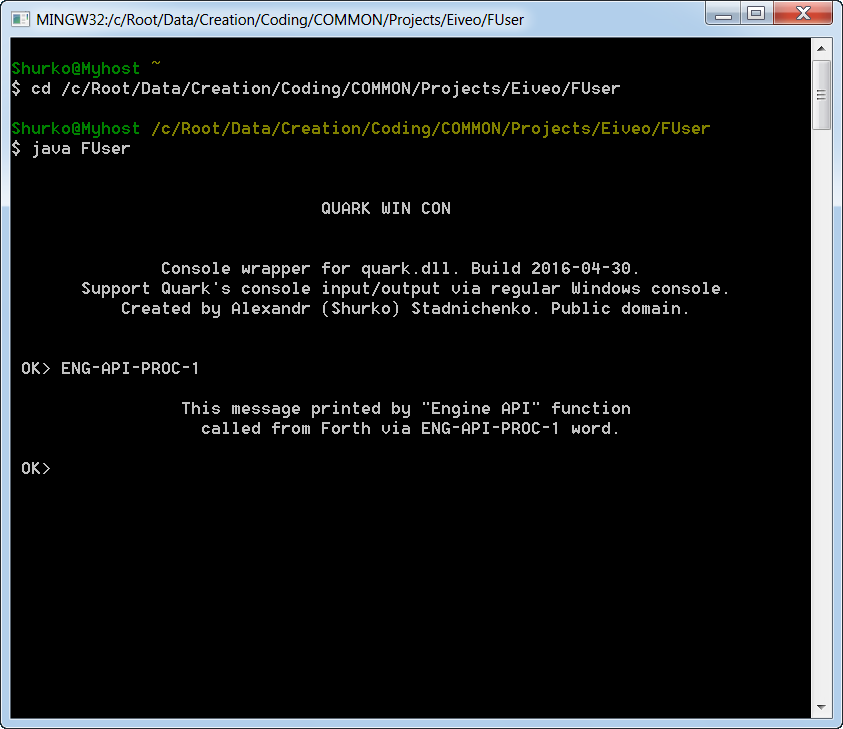 MINGW32:/c/Root/Data/Creation/Coding/COMMON/Projects/Eiveo/FUser
Shurko@Myhost ~
$ cd /c/Root/Data/Creation/Coding/COMMON/Projects/Eiveo/FUser
Shurko@Myhost /c/Root/Data/Creation/Coding/COMMON/Projects/Eiveo/FUser
$ java FUser
QUARK WIN CON
Console wrapper for quark.dll. Build 2016-04-30.
Support Quark's console input/output via regular Windows console.
Created by Alexandr (Shurko) Stadnichenko. Public domain.
OK> ENG-API-PROC-1
This message printed by "Engine API" function
called from Forth via ENG-API-PROC-1 word.
OK>